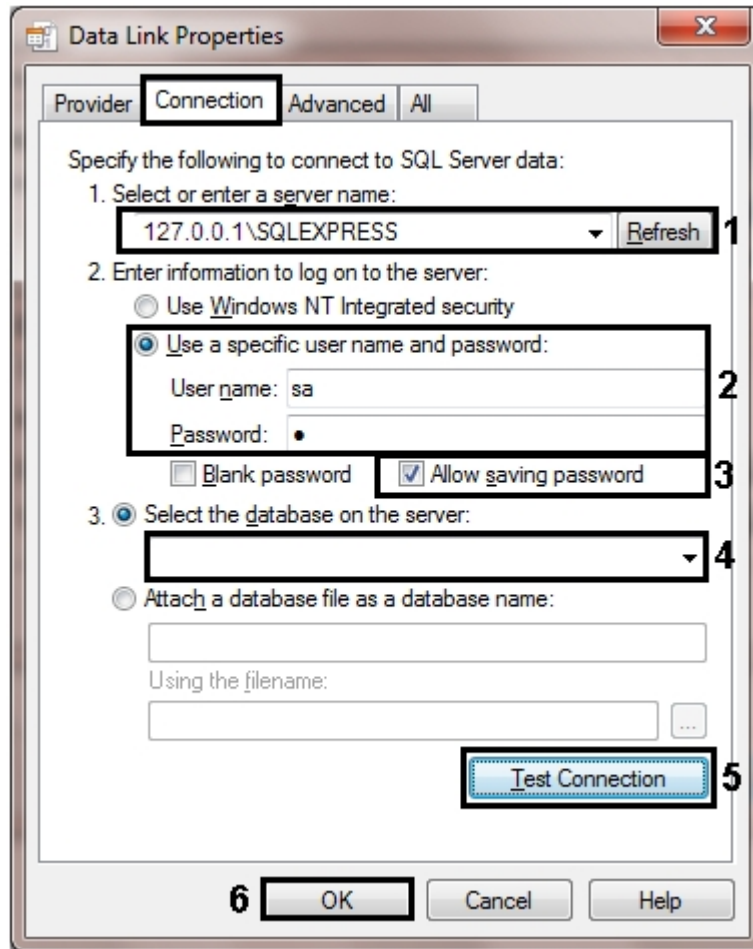 Data Link Properties
Provider Connection Advanced All
Specify the following to connect to SQL Server data:
1. Select or enter a server name:
127.0.0.1\SQLEXPRESS Refresh 1
2. Enter information to log on to the server:
Use Windows NT Integrated security
Use a specific user name and password:
User name: sa 2
Password: ●
Blank password Allow saving password 3
3. Select the database on the server:
4
Attach a database file as a database name:
Using the filename:
...
Test Connection 5
6 OK Cancel Help